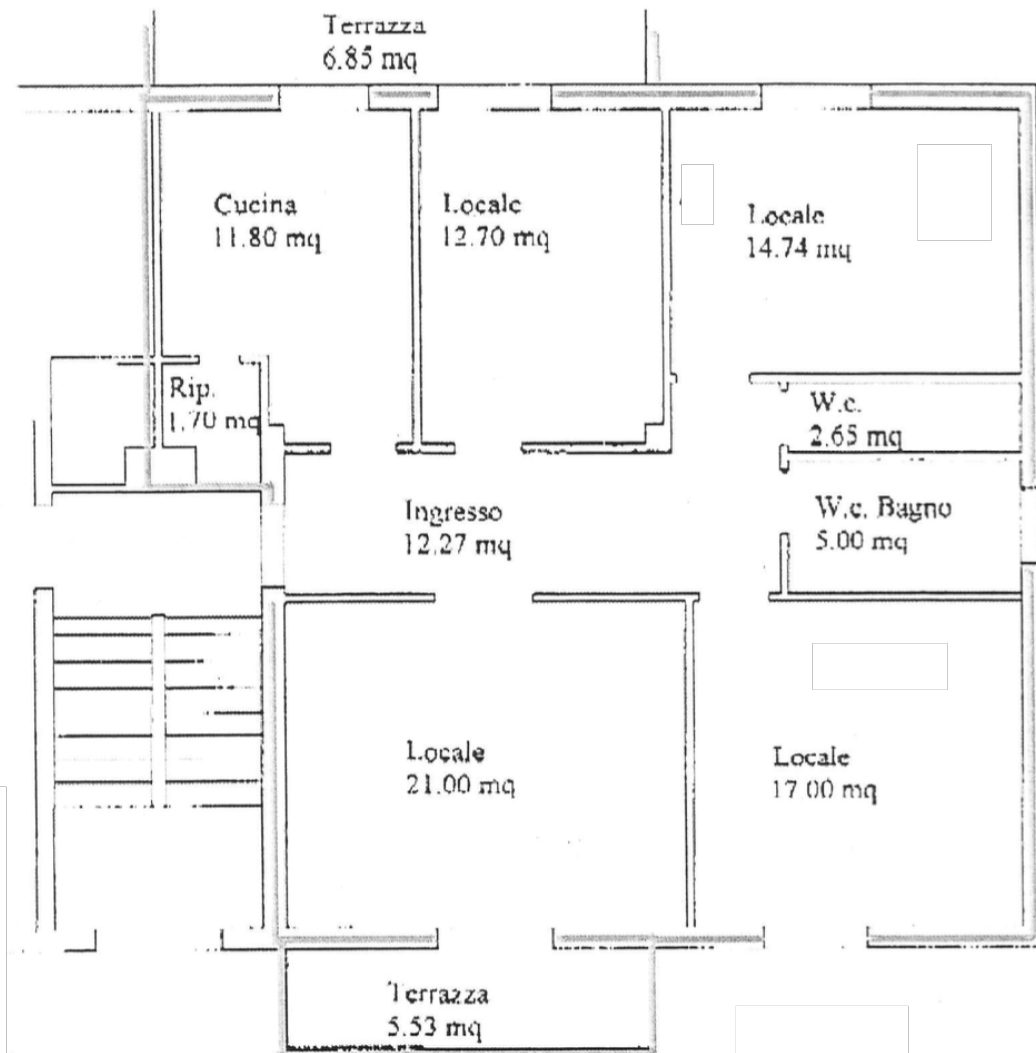 Terrazza
6.85 mq
Cucina
11.80 mq
Locale
12.70 mq
Locale
14.74 mq
Rip.
1.70 mq
W.c.
2.65 mq
Ingresso
12.27 mq
W.c. Bagno
5.00 mq
Locale
21.00 mq
Locale
17.00 mq
Terrazza
5.53 mq